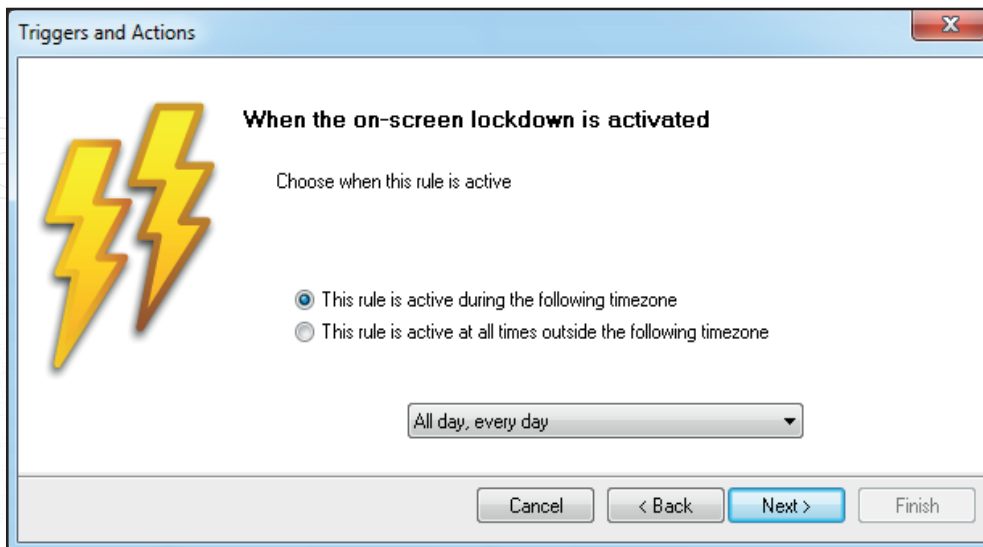 Triggers and Actions
When the on-screen lockdown is activated
Choose when this rule is active
This rule is active during the following timezone
This rule is active at all times outside the following timezone
All day, every day
Cancel
< Back
Next >
Finish